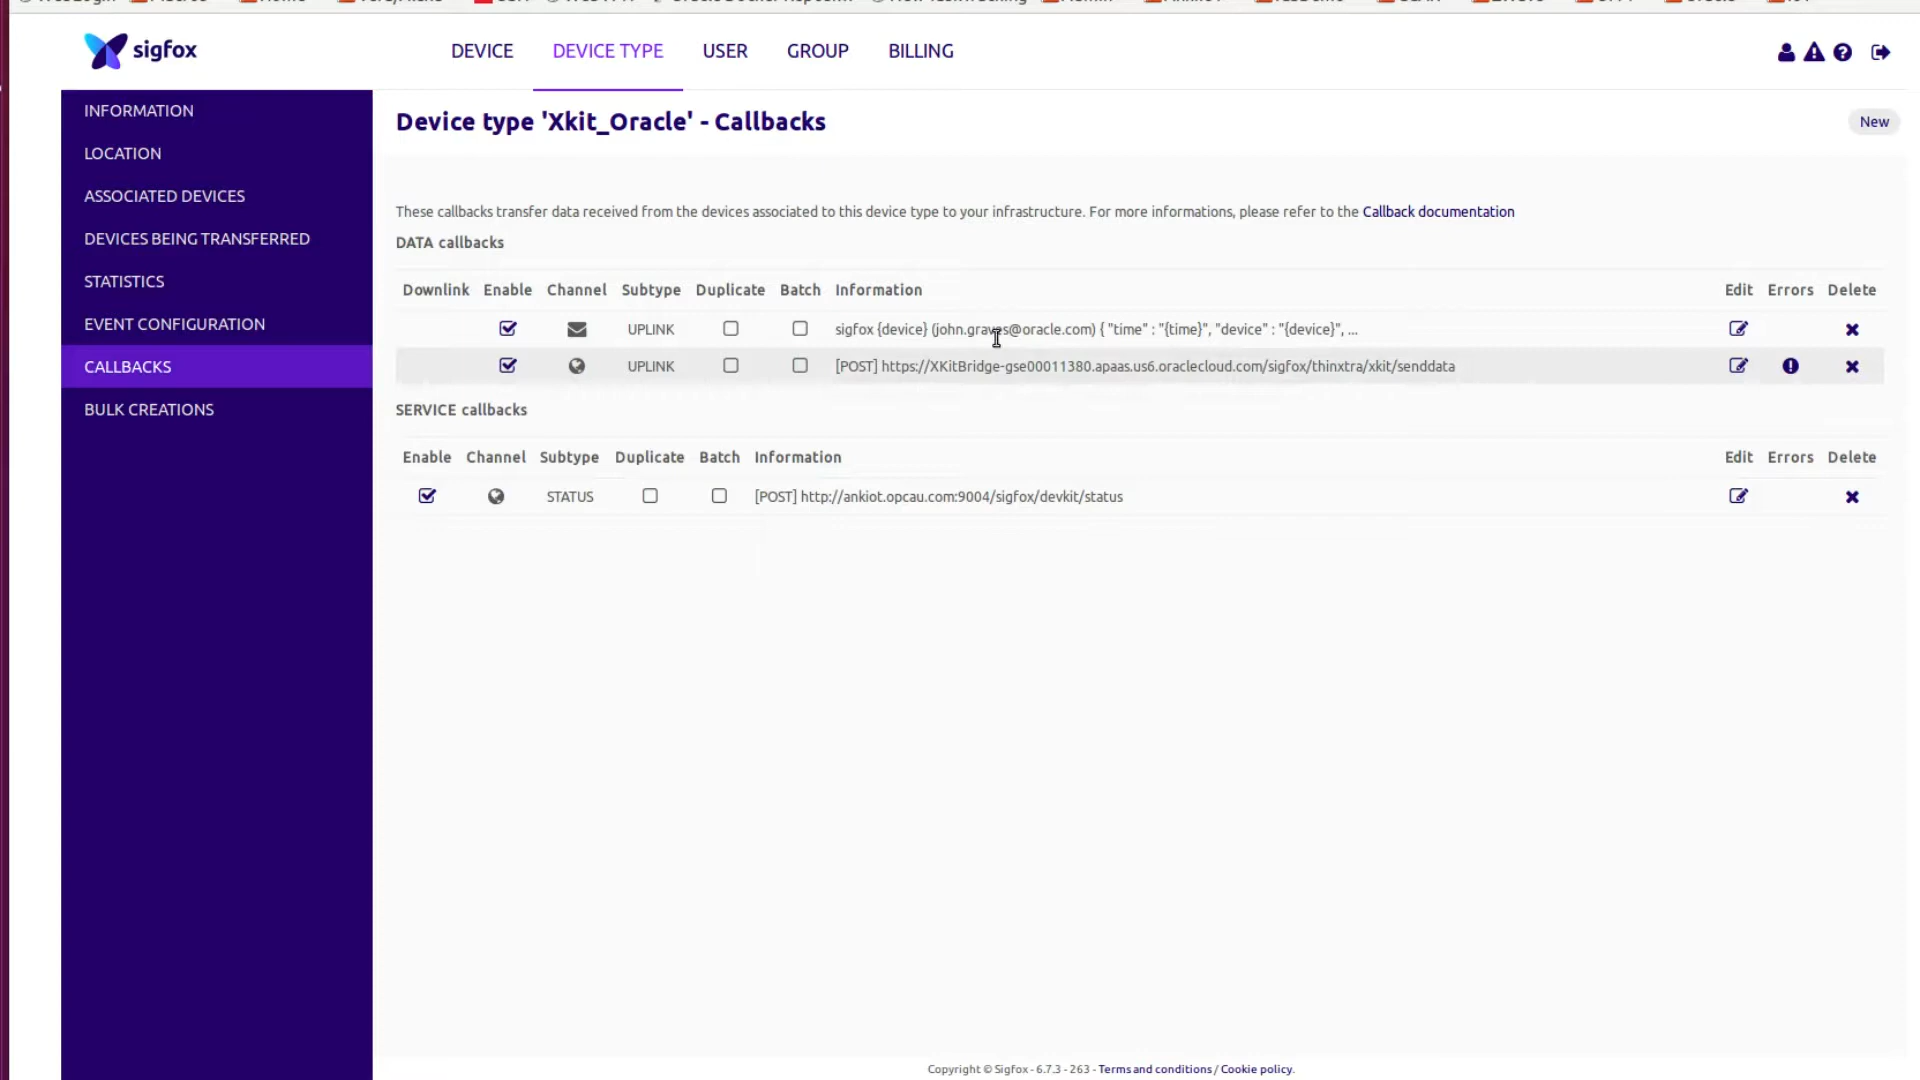 sigfox
DEVICE DEVICE TYPE USER GROUP BILLING
INFORMATION
LOCATION
ASSOCIATED DEVICES
DEVICES BEING TRANSFERRED
STATISTICS
EVENT CONFIGURATION
CALLBACKS
BULK CREATIONS
Device type 'Xkit_Oracle' - Callbacks
New
These callbacks transfer data received from the devices associated to this device type to your infrastructure. For more informations, please refer to the Callback documentation
DATA callbacks
Downlink Enable Channel Subtype Duplicate Batch Information Edit Errors Delete
UPLINK sigfox {device} (john.graves@oracle.com) { "time" : "{time}", "device" : "{device}", ...
UPLINK [POST] https://XKitBridge-gse00011380.apaas.us6.oraclecloud.com/sigfox/thinxtra/xkit/senddata
SERVICE callbacks
Enable Channel Subtype Duplicate Batch Information Edit Errors Delete
STATUS [POST] http://ankiot.opcau.com:9004/sigfox/devkit/status
Copyright © Sigfox - 6.7.3 - 263 - Terms and conditions / Cookie policy.